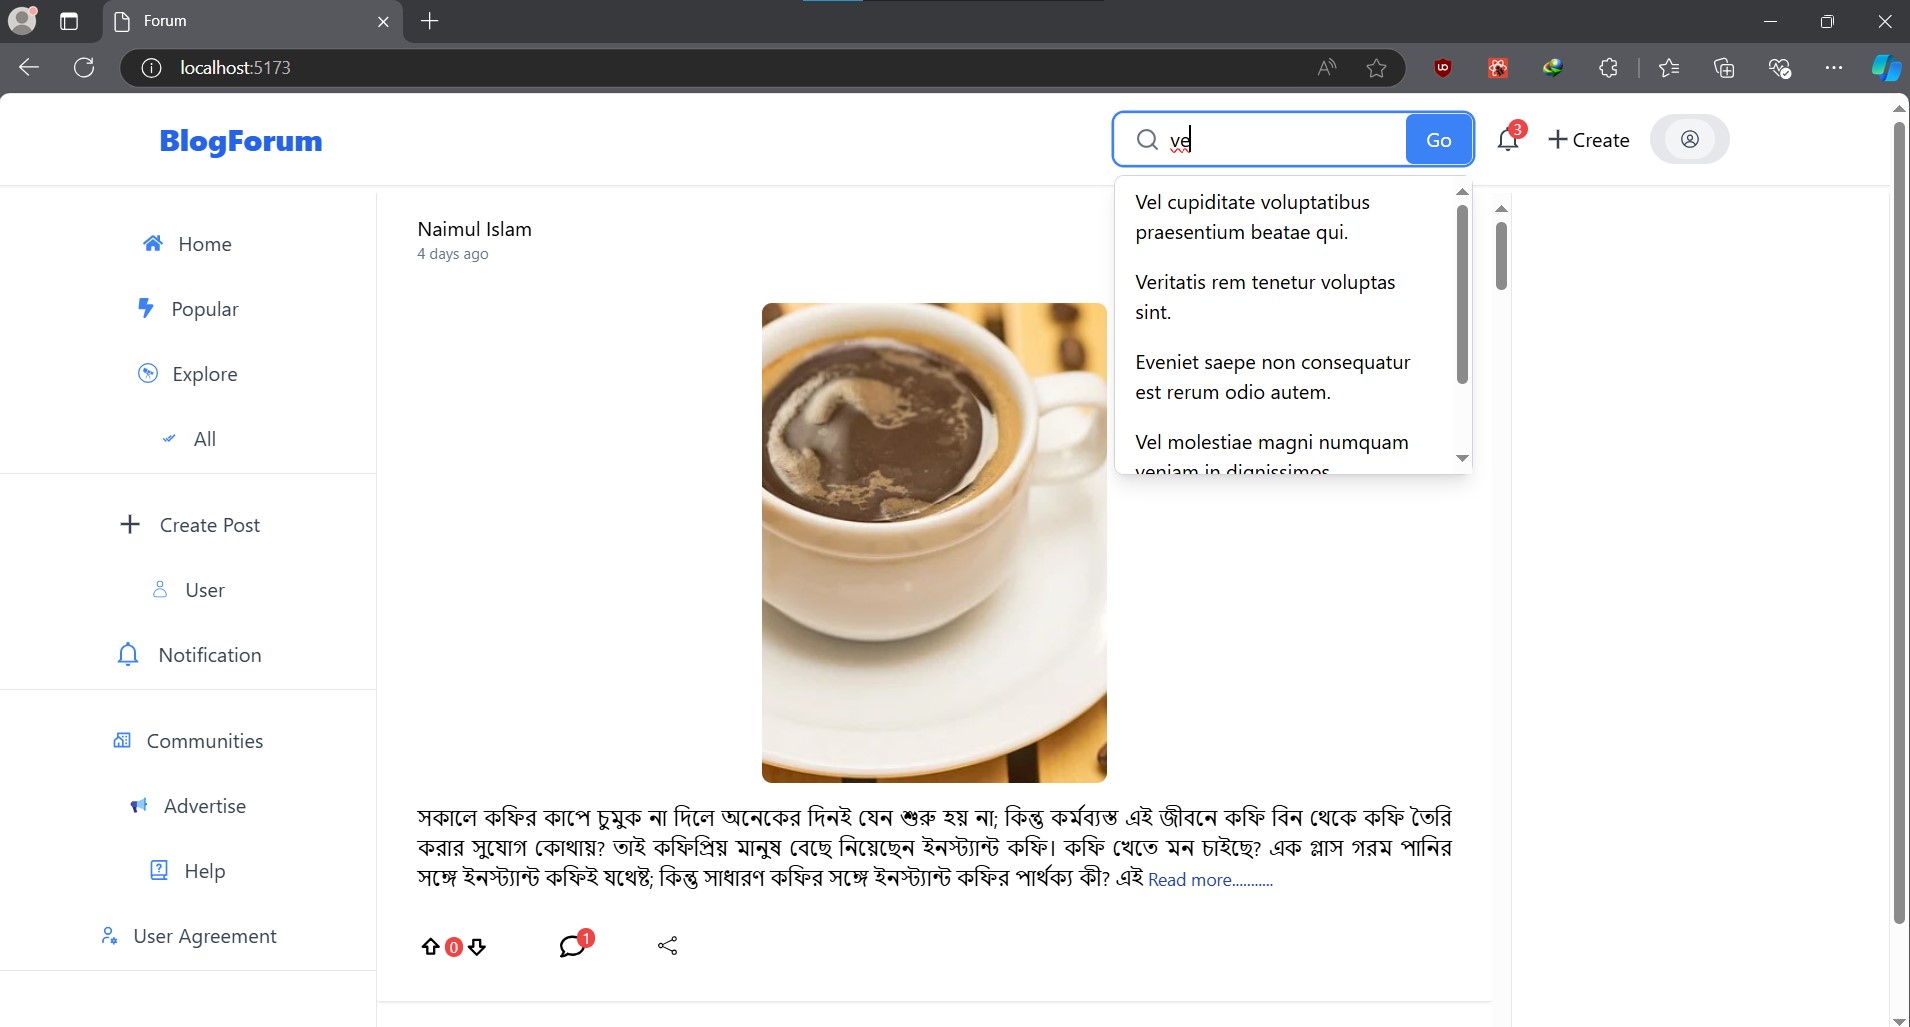 Forum
localhost:5173
BlogForum
ve
Go
3
Create
Vel cupiditate voluptatibus
praesentium beatae qui.
Veritatis rem tenetur voluptas
sint.
Eveniet saepe non consequatur
est rerum odio autem.
Vel molestiae magni numquam
veniam in dignissimos
Home
Popular
Explore
All
Create Post
User
Notification
Communities
Advertise
Help
User Agreement
Naimul Islam
4 days ago
সকালে কফির কাপে চুমুক না দিলে অনেকের দিনই যেন শুরু হয় না; কিন্তু কর্মব্যস্ত এই জীবনে কফি বিন থেকে কফি তৈরি
করার সুযোগ কোথায়? তাই কফিপ্রিয় মানুষ বেছে নিয়েছেন ইনস্ট্যান্ট কফি। কফি খেতে মন চাইছে? এক গ্লাস গরম পানির
সঙ্গে ইনস্ট্যান্ট কফিই যথেষ্ট; কিন্তু সাধারণ কফির সঙ্গে ইনস্ট্যান্ট কফির পার্থক্য কী? এই Read more...........
0
1